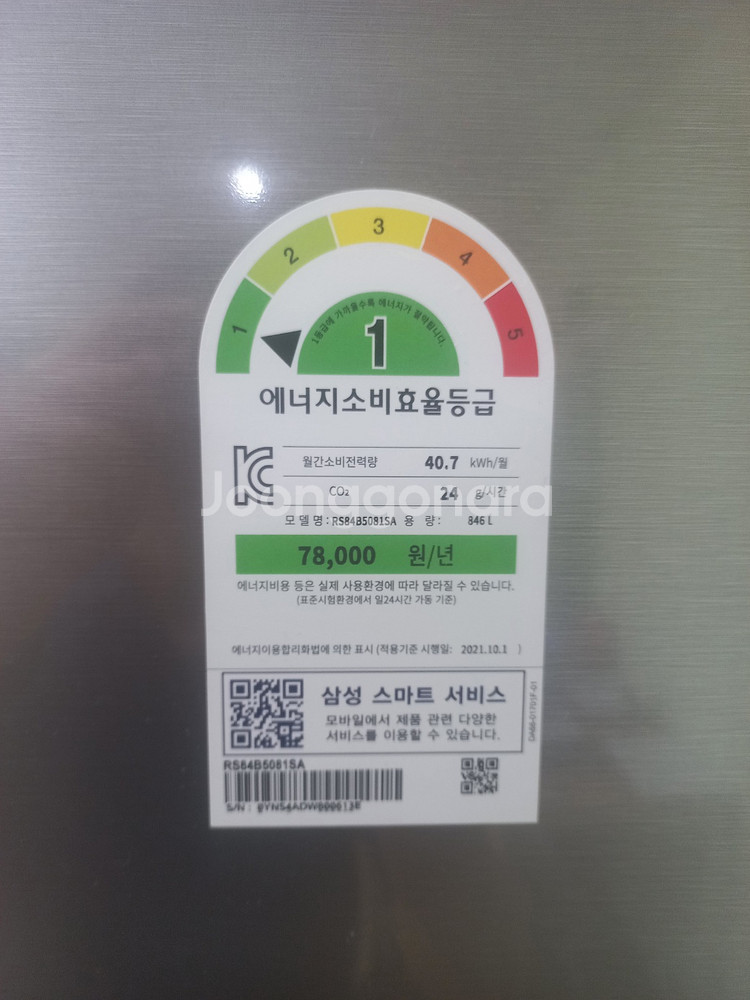 1 2 3 4 5
1등급에 가까울수록 에너지가 절약됩니다.
1
에너지소비효율등급
월간소비전력량 40.7 kWh/월
CO₂ 24 g/시간
Joonggonara
모델명 : RS84B5081SA 용 량 : 846 L
78,000 원/년
에너지비용 등은 실제 사용환경에 따라 달라질 수 있습니다.
(표준시험환경에서 일24시간 가동 기준)
에너지이용합리화법에 의한 표시 (적용기준 시행일: 2021.10.1 )
삼성 스마트 서비스
모바일에서 제품 관련 다양한
서비스를 이용할 수 있습니다.
RS84B5081SA
S/N :